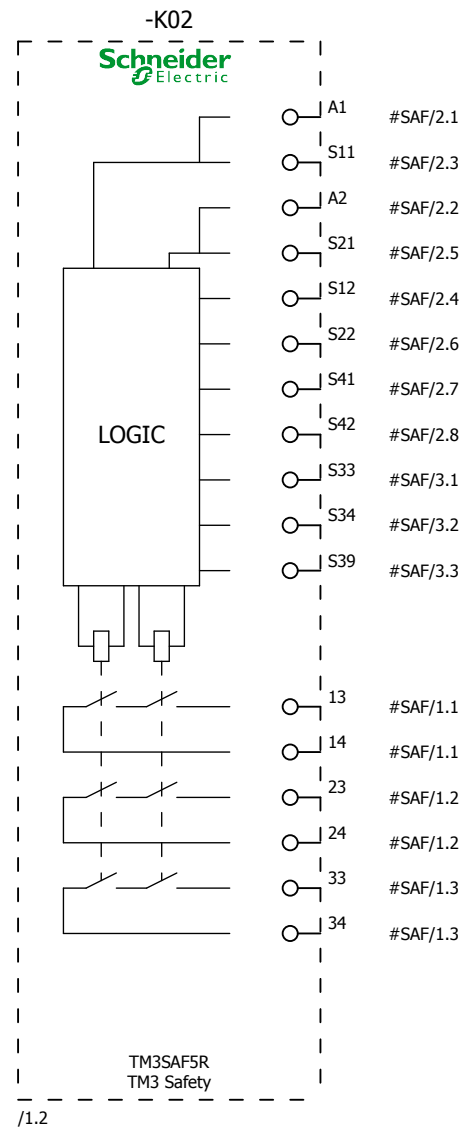 -K02
Schneider
Electric
A1 #SAF/2.1
S11 #SAF/2.3
A2 #SAF/2.2
S21 #SAF/2.5
S12 #SAF/2.4
S22 #SAF/2.6
S41 #SAF/2.7
LOGIC S42 #SAF/2.8
S33 #SAF/3.1
S34 #SAF/3.2
S39 #SAF/3.3
13 #SAF/1.1
14 #SAF/1.1
23 #SAF/1.2
24 #SAF/1.2
33 #SAF/1.3
34 #SAF/1.3
TM3SAF5R
TM3 Safety
/1.2